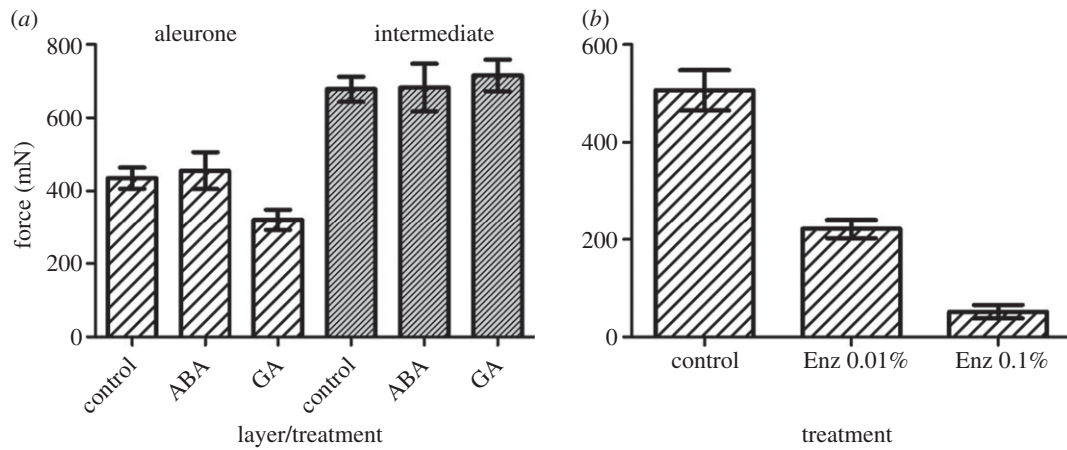 (a)
aleurone
intermediate
800
600
400
200
0
force (mN)
control
ABA
GA
control
ABA
GA
layer/treatment
(b)
600
400
200
0
control
Enz 0.01%
Enz 0.1%
treatment